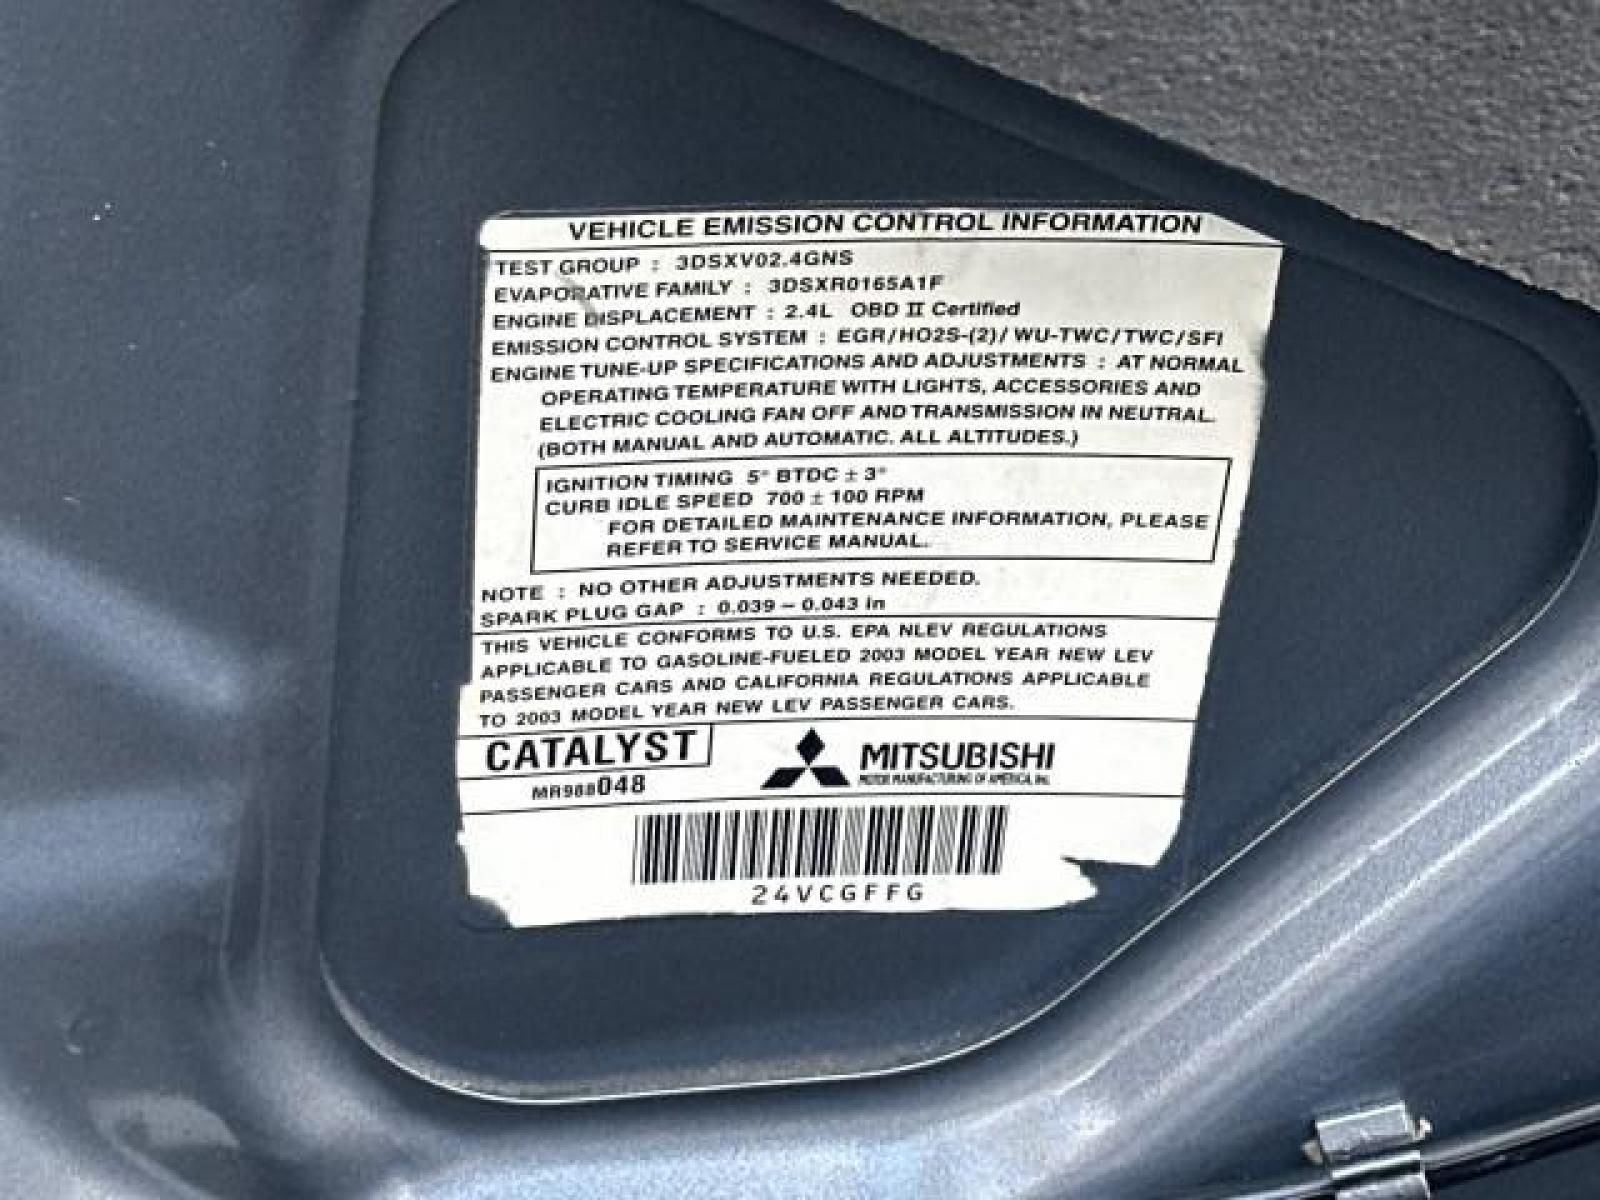 VEHICLE EMISSION CONTROL INFORMATION
TEST GROUP : 3DSXV02.4GNS
EVAPORATIVE FAMILY : 3DSXR0165A1F
ENGINE DISPLACEMENT : 2.4L OBD II Certified
EMISSION CONTROL SYSTEM : EGR/HO2S-(2)/WU-TWC/TWC/SFI
ENGINE TUNE-UP SPECIFICATIONS AND ADJUSTMENTS : AT NORMAL
OPERATING TEMPERATURE WITH LIGHTS, ACCESSORIES AND
ELECTRIC COOLING FAN OFF AND TRANSMISSION IN NEUTRAL.
(BOTH MANUAL AND AUTOMATIC. ALL ALTITUDES.)
IGNITION TIMING 5° BTDC ± 3°
CURB IDLE SPEED 700 ± 100 RPM
FOR DETAILED MAINTENANCE INFORMATION, PLEASE
REFER TO SERVICE MANUAL.
NOTE : NO OTHER ADJUSTMENTS NEEDED.
SPARK PLUG GAP : 0.039 – 0.043 in
THIS VEHICLE CONFORMS TO U.S. EPA NLEV REGULATIONS
APPLICABLE TO GASOLINE-FUELED 2003 MODEL YEAR NEW LEV
PASSENGER CARS AND CALIFORNIA REGULATIONS APPLICABLE
TO 2003 MODEL YEAR NEW LEV PASSENGER CARS.
CATALYST
MR988048
MITSUBISHI
MOTOR MANUFACTURING OF AMERICA, Inc.
24VCGFFG